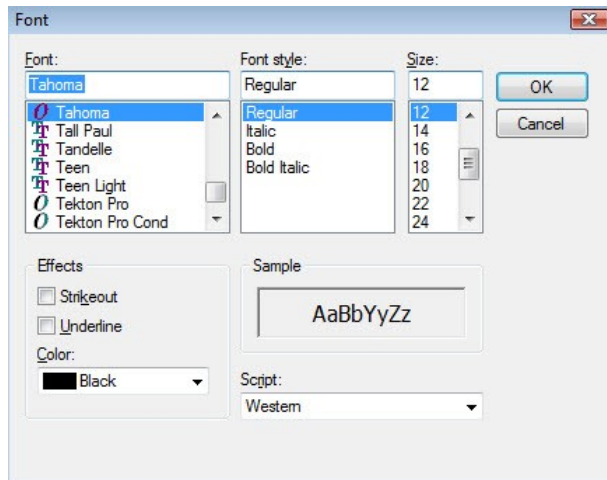 Font
Font:
Tahoma
Tahoma
Tall Paul
Tandelle
Teen
Teen Light
Tekton Pro
Tekton Pro Cond
Font style:
Regular
Regular
Italic
Bold
Bold Italic
Size:
12
12
14
16
18
20
22
24
OK
Cancel
Effects
Strikeout
Underline
Color:
Black
Sample
AaBbYyZz
Script:
Western